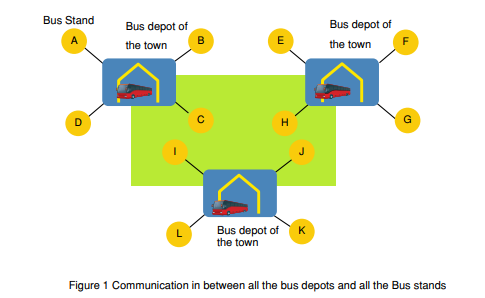 Bus Stand
Bus depot of
the town
Bus depot of
the town
A
B
E
F
D
C
H
G
I
J
L
Bus depot of
the town
K
Figure 1 Communication in between all the bus depots and all the Bus stands